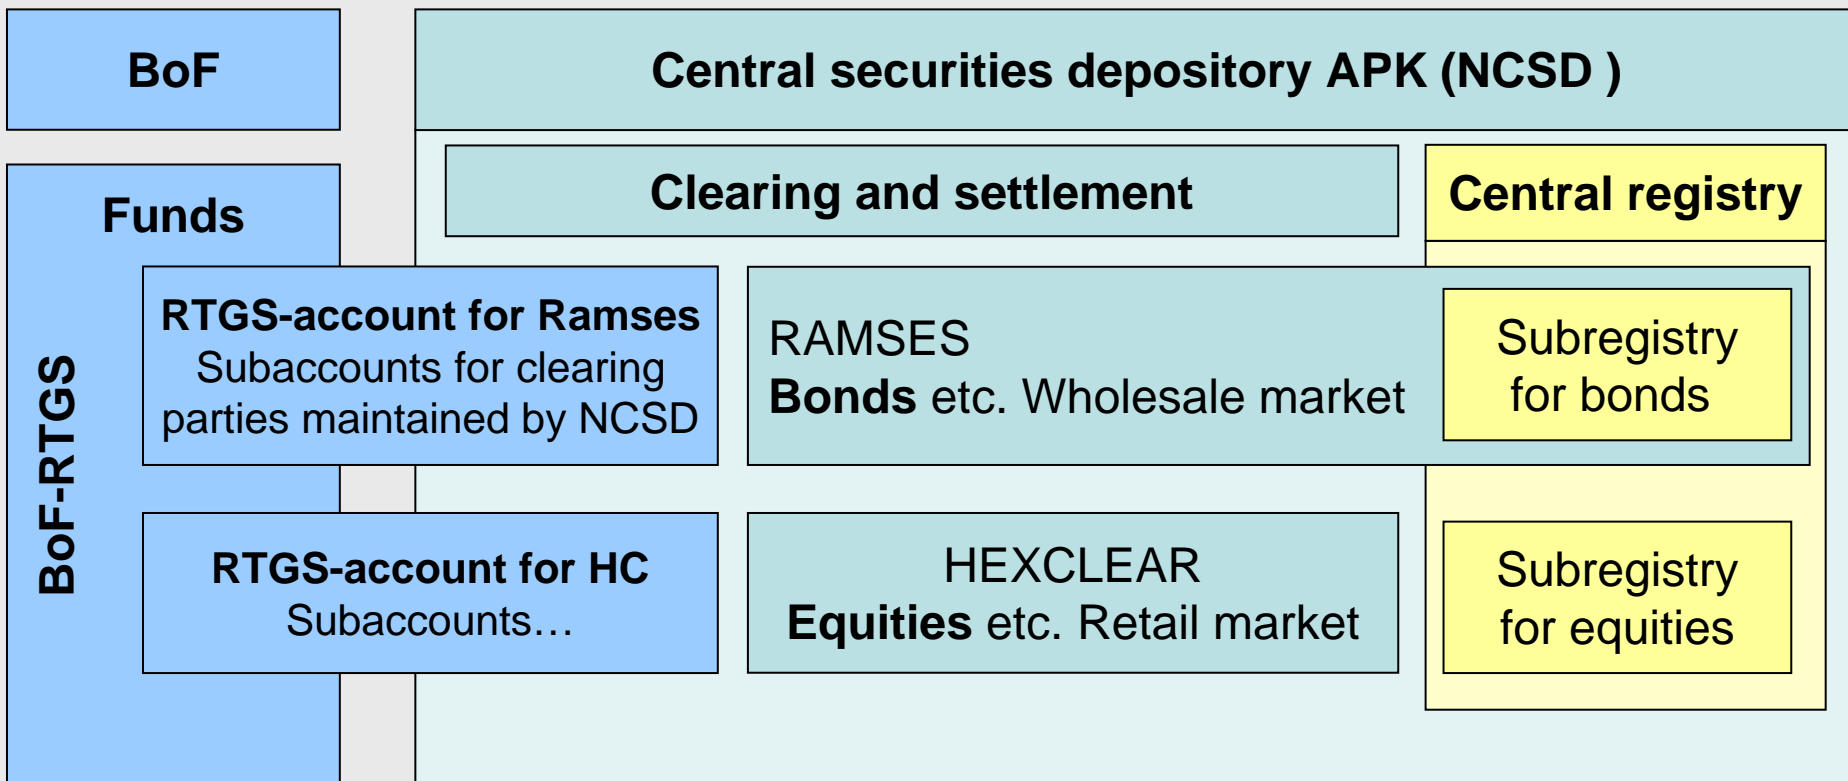 BoF
Central securities depository APK (NCSD )
Funds
Clearing and settlement
Central registry
BoF-RTGS
RTGS-account for Ramses
Subaccounts for clearing
parties maintained by NCSD
RAMSES
Bonds etc. Wholesale market
Subregistry
for bonds
RTGS-account for HC
Subaccounts…
HEXCLEAR
Equities etc. Retail market
Subregistry
for equities